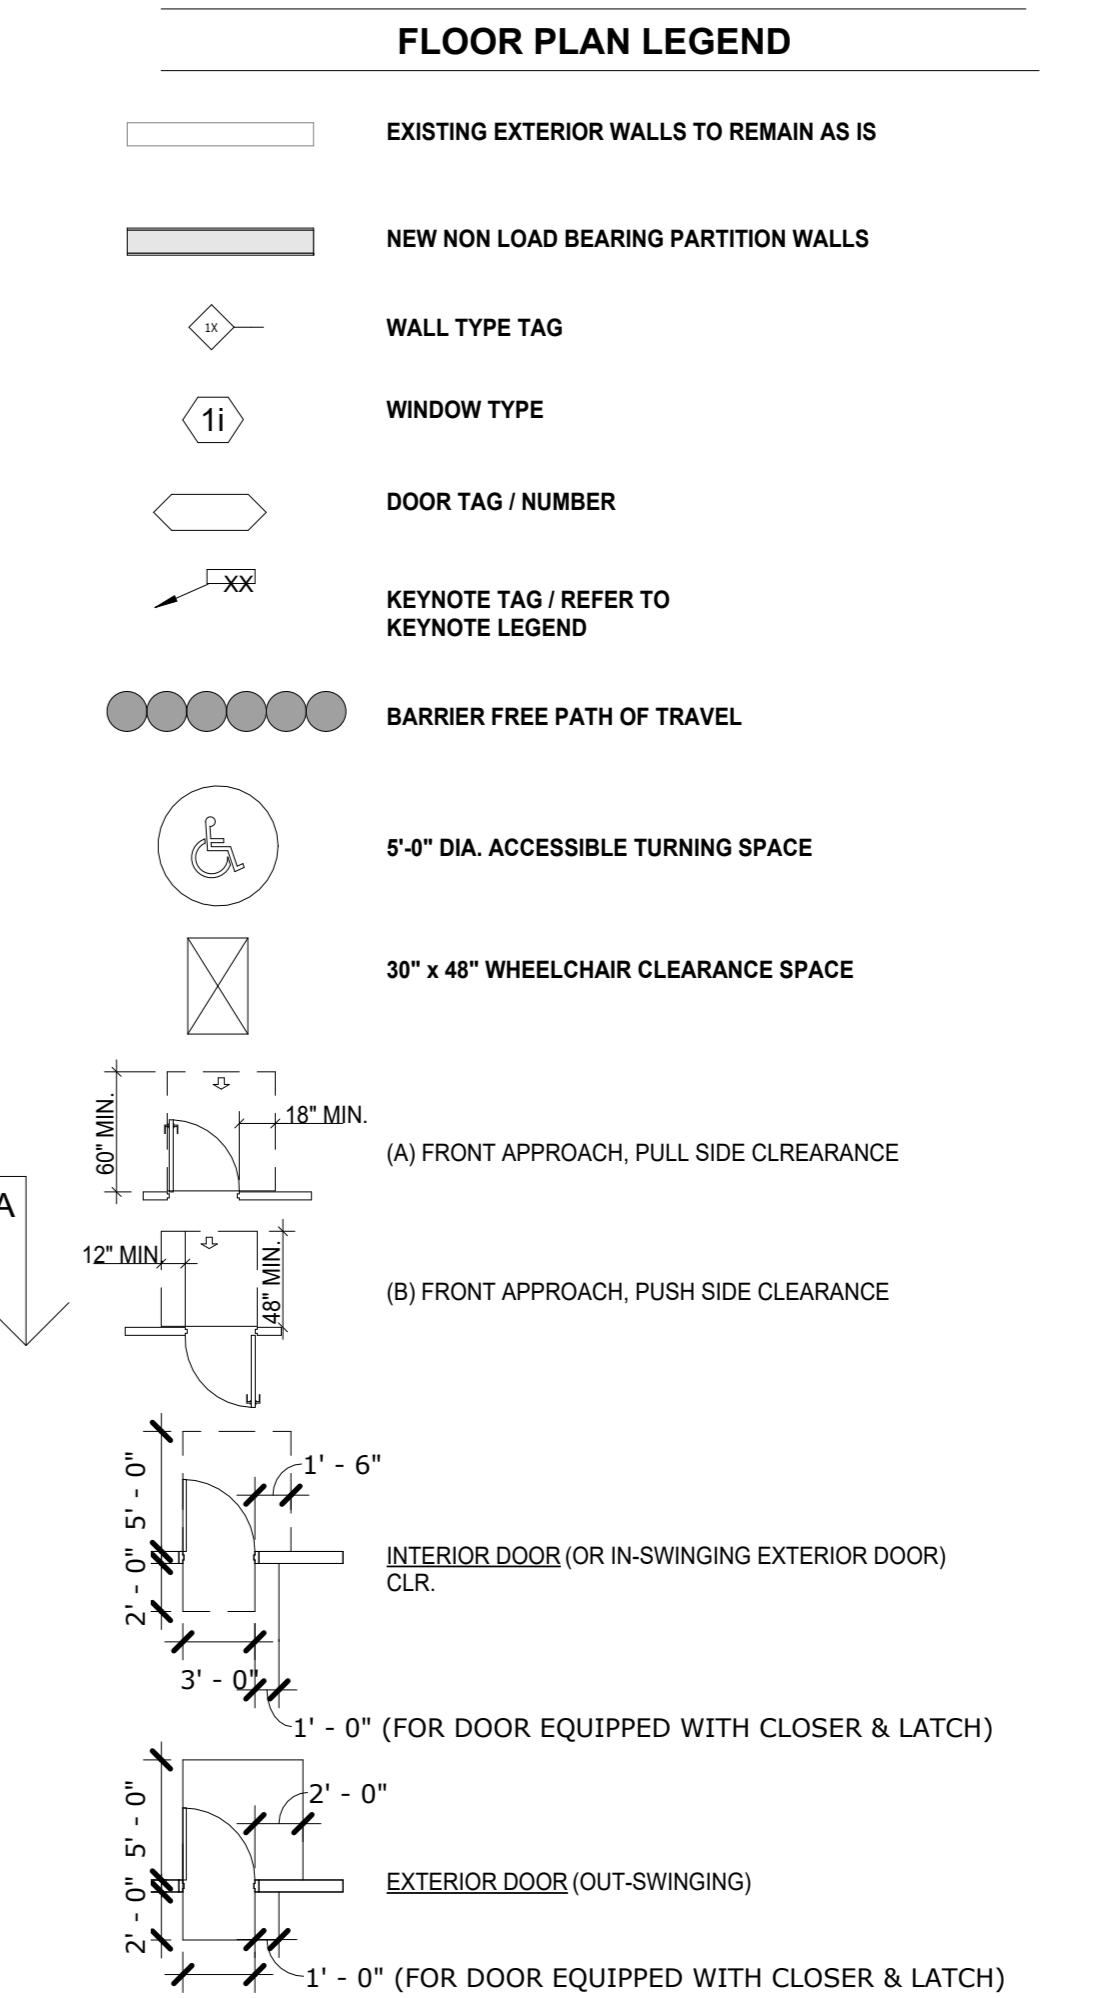 FLOOR PLAN LEGEND
EXISTING EXTERIOR WALLS TO REMAIN AS IS
NEW NON LOAD BEARING PARTITION WALLS
1X
WALL TYPE TAG
1i
WINDOW TYPE
DOOR TAG / NUMBER
XX
KEYNOTE TAG / REFER TO
KEYNOTE LEGEND
BARRIER FREE PATH OF TRAVEL
5'-0" DIA. ACCESSIBLE TURNING SPACE
30" x 48" WHEELCHAIR CLEARANCE SPACE
60" MIN.
18" MIN.
(A) FRONT APPROACH, PULL SIDE CLREARANCE
A
12" MIN
48" MIN.
(B) FRONT APPROACH, PUSH SIDE CLEARANCE
5' - 0"
1' - 6"
2' - 0"
INTERIOR DOOR (OR IN-SWINGING EXTERIOR DOOR)
CLR.
3' - 0"
1' - 0" (FOR DOOR EQUIPPED WITH CLOSER & LATCH)
5' - 0"
2' - 0"
2' - 0"
EXTERIOR DOOR (OUT-SWINGING)
1' - 0" (FOR DOOR EQUIPPED WITH CLOSER & LATCH)